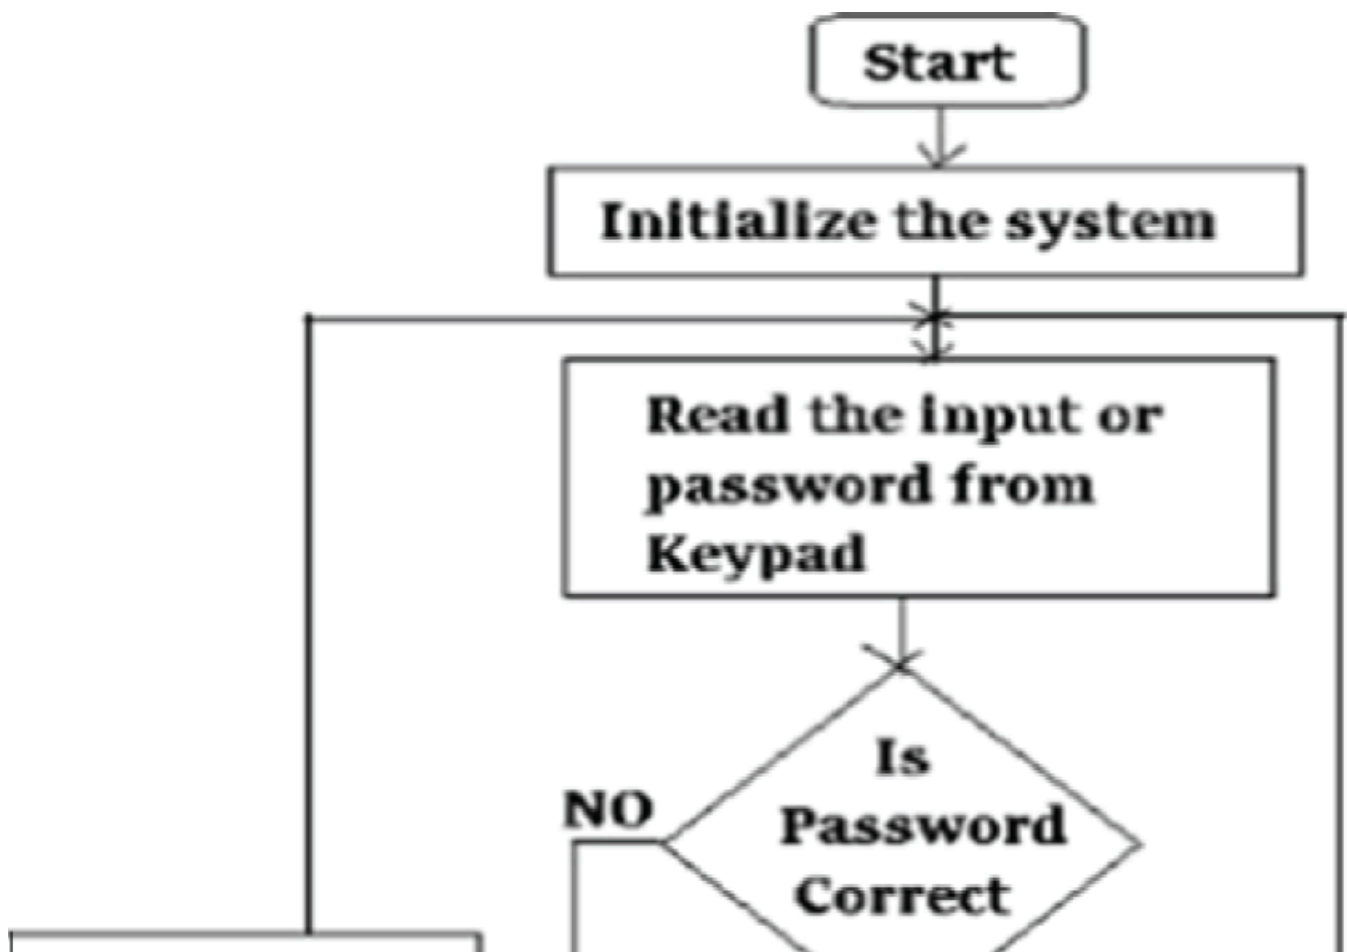 Start
Initialize the system
Read the input or
password from
Keypad
Is
NO
Password
Correct